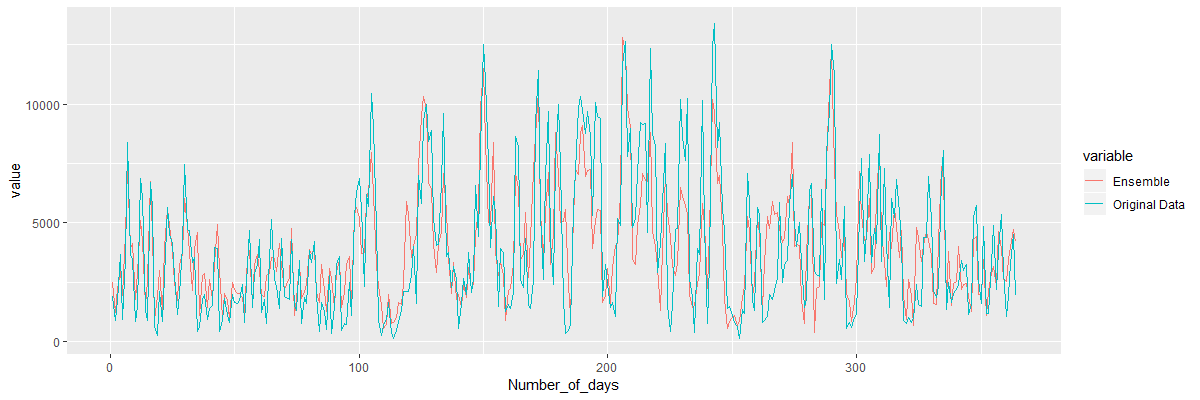 10000
5000
0
value
0
100
200
300
Number_of_days
variable
Ensemble
Original Data